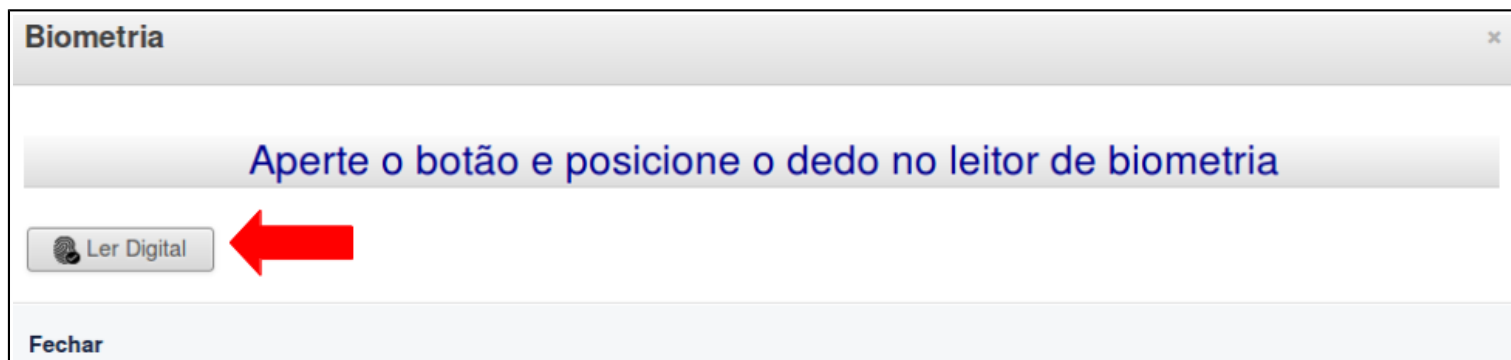 Biometria
Aperte o botão e posicione o dedo no leitor de biometria
Ler Digital
Fechar